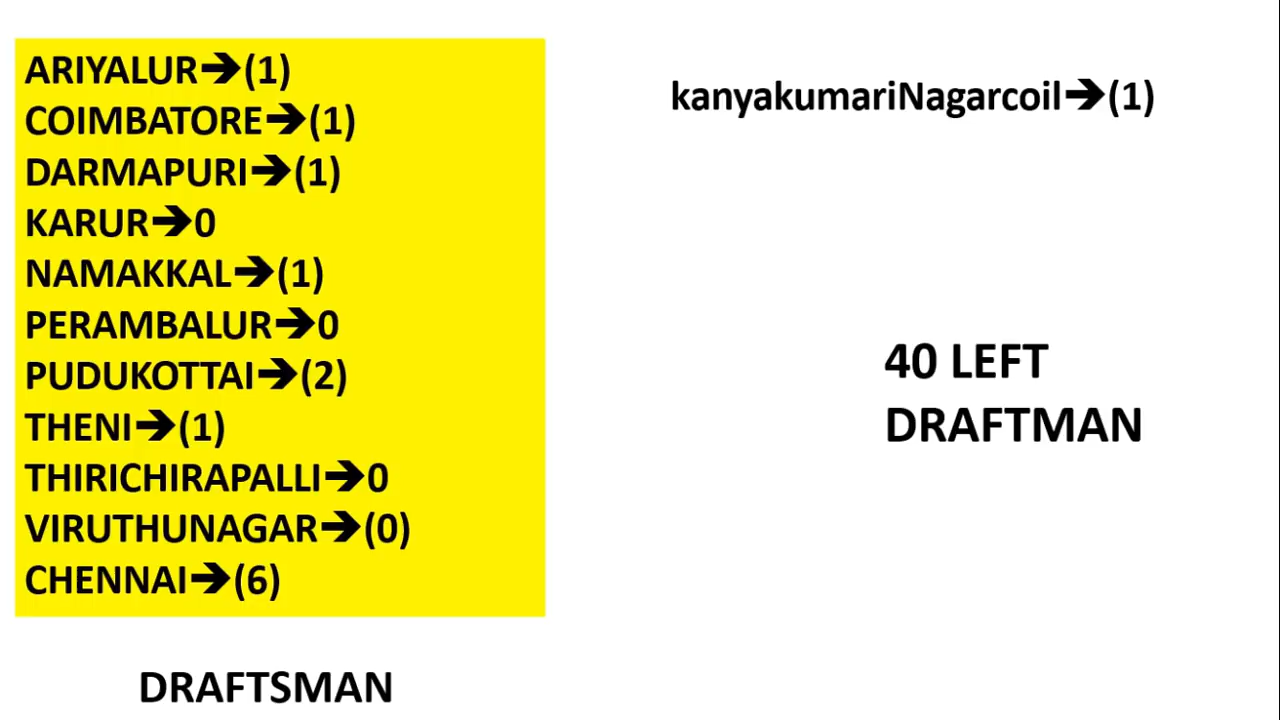 ARIYALUR➔(1)
COIMBATORE➔(1)
DARMAPURI➔(1)
KARUR➔0
NAMAKKAL➔(1)
PERAMBALUR➔0
PUDUKOTTAI➔(2)
THENI➔(1)
THIRICHIRAPALLI➔0
VIRUTHUNAGAR➔(0)
CHENNAI➔(6)
DRAFTSMAN
kanyakumariNagarcoil➔(1)
40 LEFT
DRAFTMAN